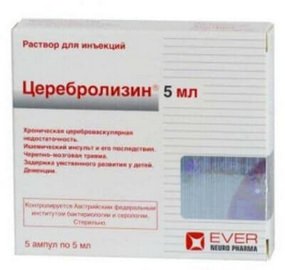 Раствор для инъекций
Церебролизин® 5 мл
Хроническая цереброваскулярная
недостаточность.
Ишемический инсульт и его последствия.
Черепно-мозговая травма.
Задержка умственного развития у детей.
Деменции.
Контролируется Австрийским федеральным
институтом бактериологии и серологии.
Стерильно.
5 ампул по 5 мл
EVER
NEURO PHARMA